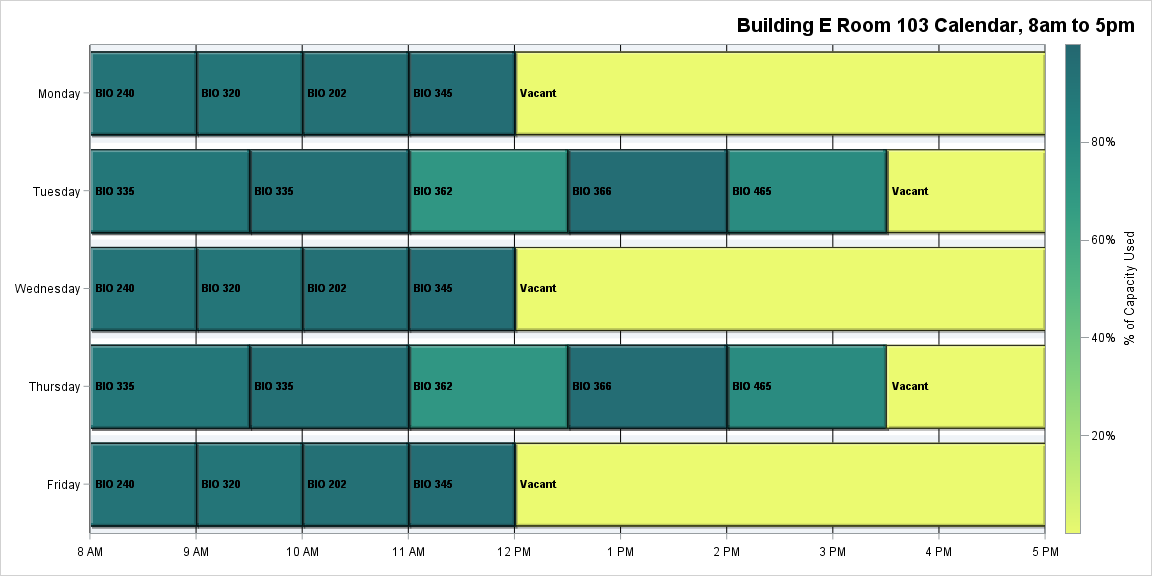 Building E Room 103 Calendar, 8am to 5pm
Monday
BIO 240
BIO 320
BIO 202
BIO 345
Vacant
Tuesday
BIO 335
BIO 335
BIO 362
BIO 366
BIO 465
Vacant
Wednesday
BIO 240
BIO 320
BIO 202
BIO 345
Vacant
Thursday
BIO 335
BIO 335
BIO 362
BIO 366
BIO 465
Vacant
Friday
BIO 240
BIO 320
BIO 202
BIO 345
Vacant
8 AM
9 AM
10 AM
11 AM
12 PM
1 PM
2 PM
3 PM
4 PM
5 PM
80%
60%
40%
20%
% of Capacity Used